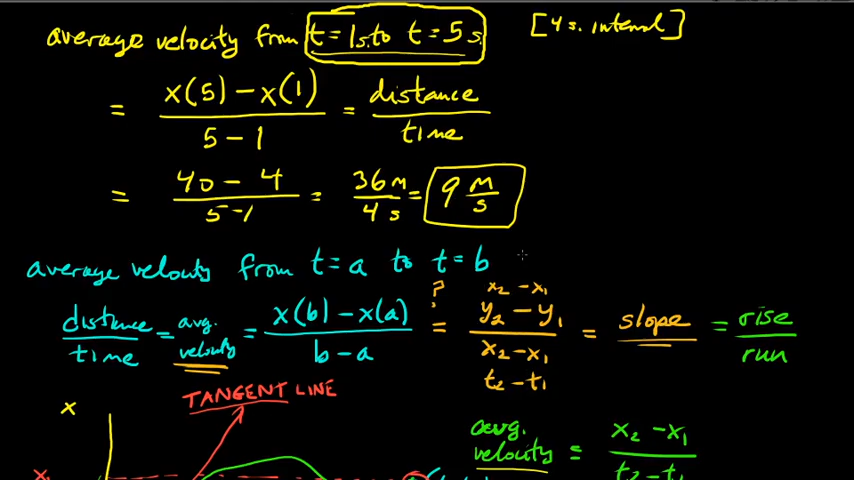 average velocity from t = 1s. to t = 5s. [4 s. interval]
= x(5) - x(1) / 5 - 1 = distance / time
= 40 - 4 / 5 - 1 = 36 m / 4 s = 9 m/s
average velocity from t = a to t = b
distance / time = avg. velocity = x(b) - x(a) / b - a =? y₂ - y₁ / x₂ - x₁ = slope = rise / run
x₂ - x₁
t₂ - t₁
TANGENT LINE
x
avg. velocity = x₂ - x₁ / t₂ - t₁
x₁